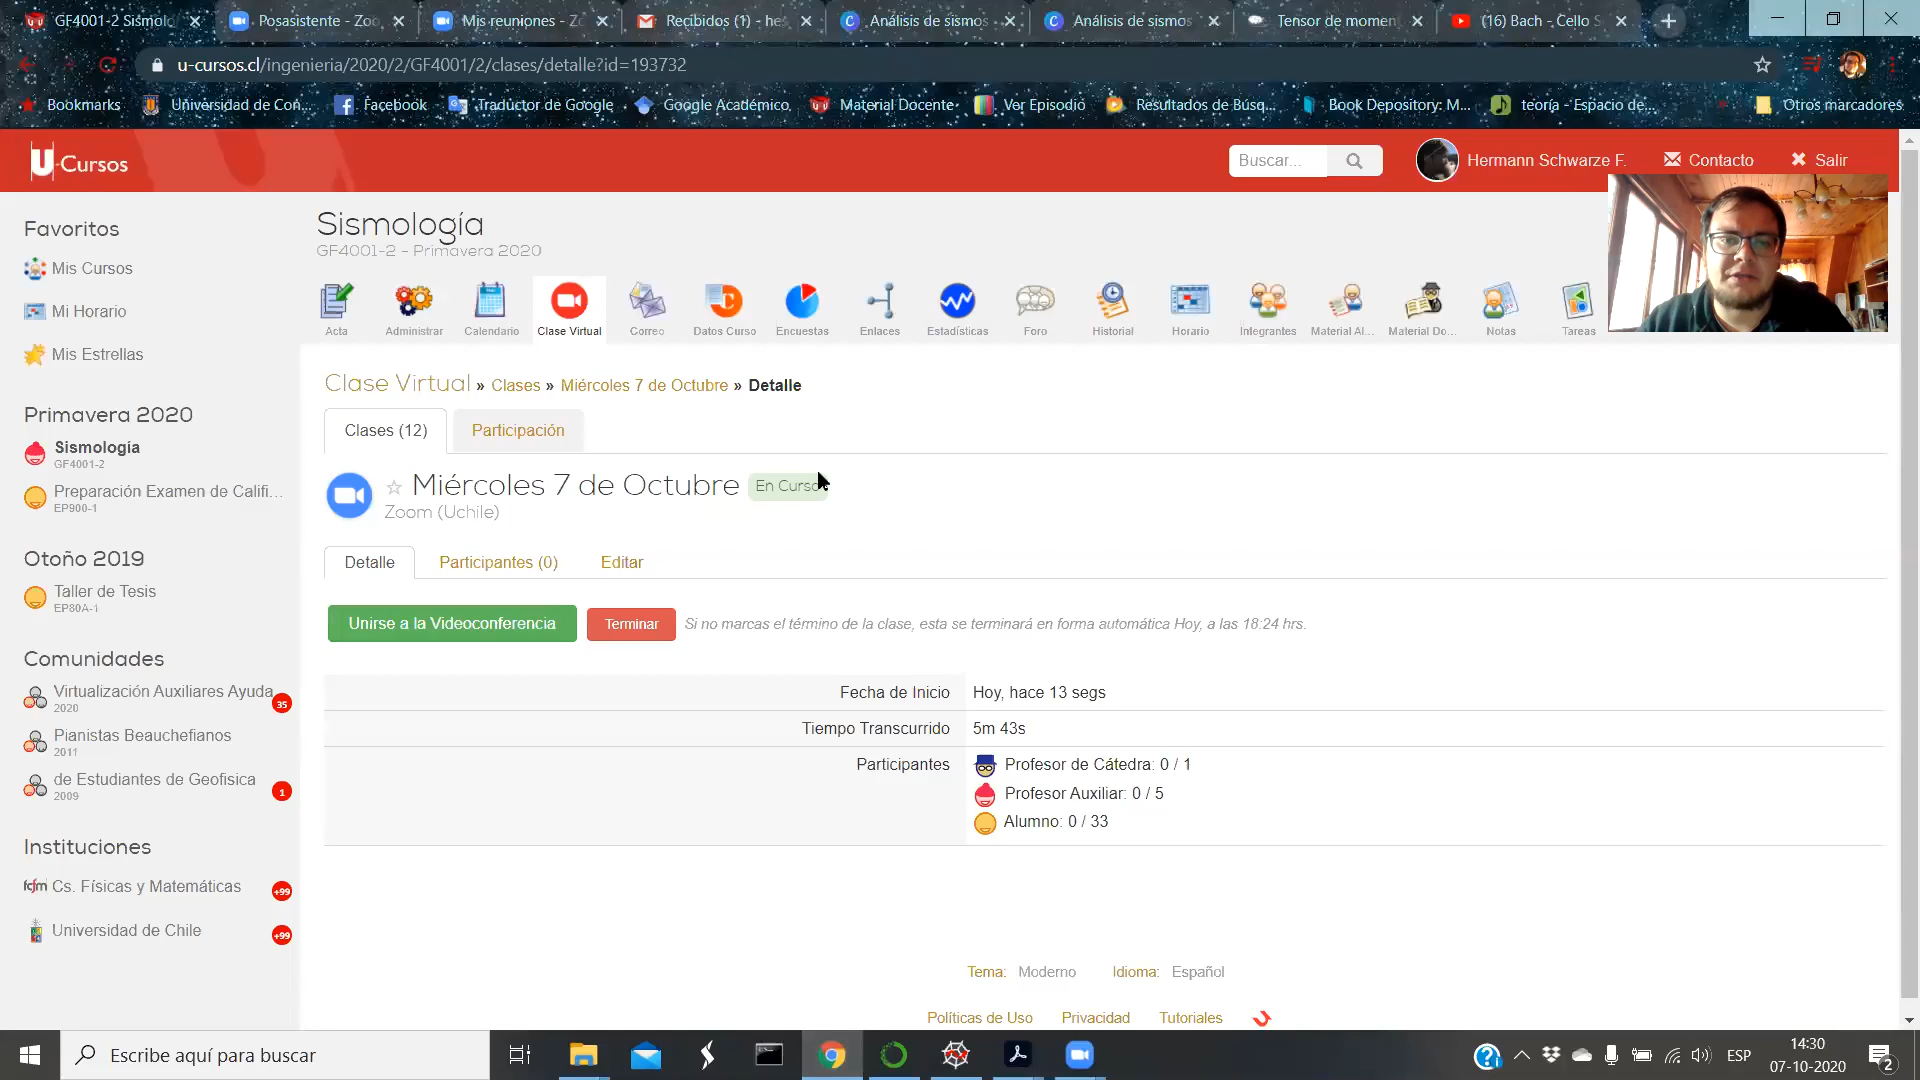 GF4001-2 Sismolo
Posasistente - Zoo
Mis reuniones - Zo
Recibidos (1) - he
Análisis de sismos
Análisis de sismos
Tensor de momen
(16) Bach - Cello S
u-cursos.cl/ingenieria/2020/2/GF4001/2/clases/detalle?id=193732
Bookmarks
Universidad de Con...
Facebook
Traductor de Google
Google Académico
Material Docente
Ver Episodio
Resultados de Búsq...
Book Depository: M...
teoría - Espacio de...
Otros marcadores
U-Cursos
Buscar...
Hermann Schwarze F.
Contacto
Salir
Favoritos
Mis Cursos
Mi Horario
Mis Estrellas
Primavera 2020
Sismología
GF4001-2
Preparación Examen de Califi...
EP900-1
Otoño 2019
Taller de Tesis
EP80A-1
Comunidades
Virtualización Auxiliares Ayuda
2020
35
Pianistas Beauchefianos
2011
de Estudiantes de Geofisica
2009
1
Instituciones
fcfm Cs. Físicas y Matemáticas
+99
Universidad de Chile
+99
Sismología
GF4001-2 - Primavera 2020
Acta
Administrar
Calendario
Clase Virtual
Correo
Datos Curso
Encuestas
Enlaces
Estadísticas
Foro
Historial
Horario
Integrantes
Material Al...
Material Do...
Notas
Tareas
Clase Virtual » Clases » Miércoles 7 de Octubre » Detalle
Clases (12)
Participación
Miércoles 7 de Octubre
En Curso
Zoom (Uchile)
Detalle
Participantes (0)
Editar
Unirse a la Videoconferencia
Terminar
Si no marcas el término de la clase, esta se terminará en forma automática Hoy, a las 18:24 hrs.
Fecha de Inicio
Hoy, hace 13 segs
Tiempo Transcurrido
5m 43s
Participantes
Profesor de Cátedra: 0 / 1
Profesor Auxiliar: 0 / 5
Alumno: 0 / 33
Tema: Moderno
Idioma: Español
Políticas de Uso
Privacidad
Tutoriales
Escribe aquí para buscar
ESP
14:30
07-10-2020
2